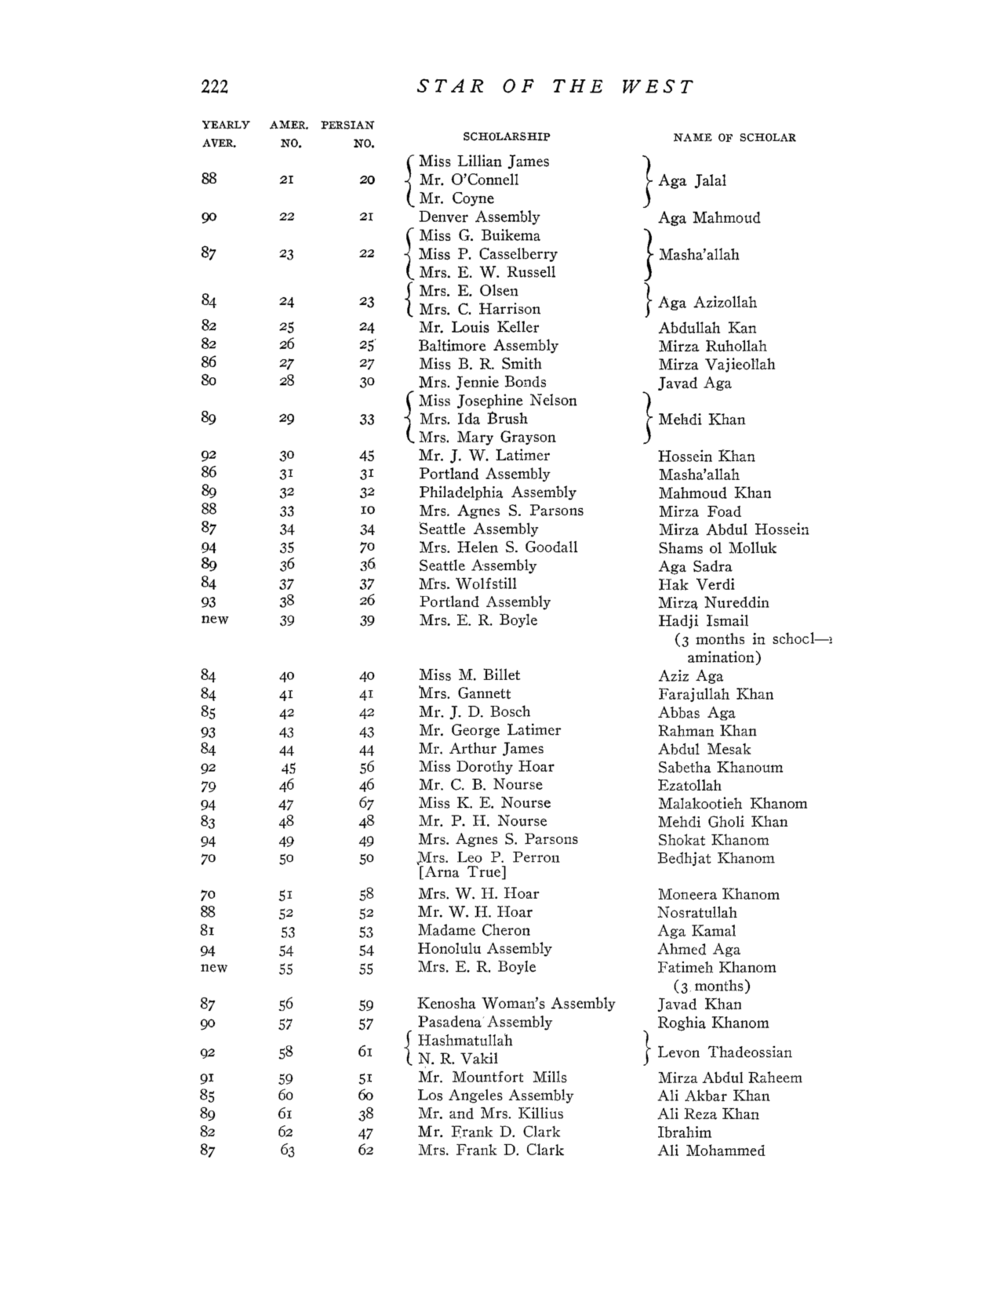 222 STAR OF THE WEST
YEARLY AMER. PERSIAN
AVER. NO. NO. SCHOLARSHIP NAME OF SCHOLAR
Miss Lillian James
88 21 20 Mr. O'Connell Aga Jalal
Mr. Coyne
90 22 21 Denver Assembly Aga Mahmoud
Miss G. Buikema
87 23 22 Miss P. Casselberry Masha'allah
Mrs. E. W. Russell
Mrs. E. Olsen
84 24 23 Aga Azizollah
Mrs. C. Harrison
82 25 24 Mr. Louis Keller Abdullah Kan
82 26 25 Baltimore Assembly Mirza Ruhollah
86 27 27 Miss B. R. Smith Mirza Vajieollah
80 28 30 Mrs. Jennie Bonds Javad Aga
Miss Josephine Nelson
89 29 33 Mrs. Ida Brush Mehdi Khan
Mrs. Mary Grayson
92 30 45 Mr. J. W. Latimer Hossein Khan
86 31 31 Portland Assembly Masha'allah
89 32 32 Philadelphia Assembly Mahmoud Khan
88 33 10 Mrs. Agnes S. Parsons Mirza Foad
87 34 34 Seattle Assembly Mirza Abdul Hossein
94 35 70 Mrs. Helen S. Goodall Shams ol Molluk
89 36 36 Seattle Assembly Aga Sadra
84 37 37 Mrs. Wolfstill Hak Verdi
93 38 26 Portland Assembly Mirza Nureddin
new 39 39 Mrs. E. R. Boyle Hadji Ismail
(3 months in school—
amination)
84 40 40 Miss M. Billet Aziz Aga
84 41 41 Mrs. Gannett Farajullah Khan
85 42 42 Mr. J. D. Bosch Abbas Aga
93 43 43 Mr. George Latimer Rahman Khan
84 44 44 Mr. Arthur James Abdul Mesak
92 45 56 Miss Dorothy Hoar Sabetha Khanoum
79 46 46 Mr. C. B. Nourse Ezatollah
94 47 67 Miss K. E. Nourse Malakootieh Khanom
83 48 48 Mr. P. H. Nourse Mehdi Gholi Khan
94 49 49 Mrs. Agnes S. Parsons Shokat Khanom
70 50 50 Mrs. Leo P. Perron Bedhjat Khanom
[Arna True]
70 51 58 Mrs. W. H. Hoar Moneera Khanom
88 52 52 Mr. W. H. Hoar Nosratullah
81 53 53 Madame Cheron Aga Kamal
94 54 54 Honolulu Assembly Ahmed Aga
new 55 55 Mrs. E. R. Boyle Fatimeh Khanom
(3 months)
87 56 59 Kenosha Woman's Assembly Javad Khan
90 57 57 Pasadena Assembly Roghia Khanom
Hashmatullah
92 58 61 Levon Thadeossian
N. R. Vakil
91 59 51 Mr. Mountfort Mills Mirza Abdul Raheem
85 60 60 Los Angeles Assembly Ali Akbar Khan
89 61 38 Mr. and Mrs. Killius Ali Reza Khan
82 62 47 Mr. Frank D. Clark Ibrahim
87 63 62 Mrs. Frank D. Clark Ali Mohammed